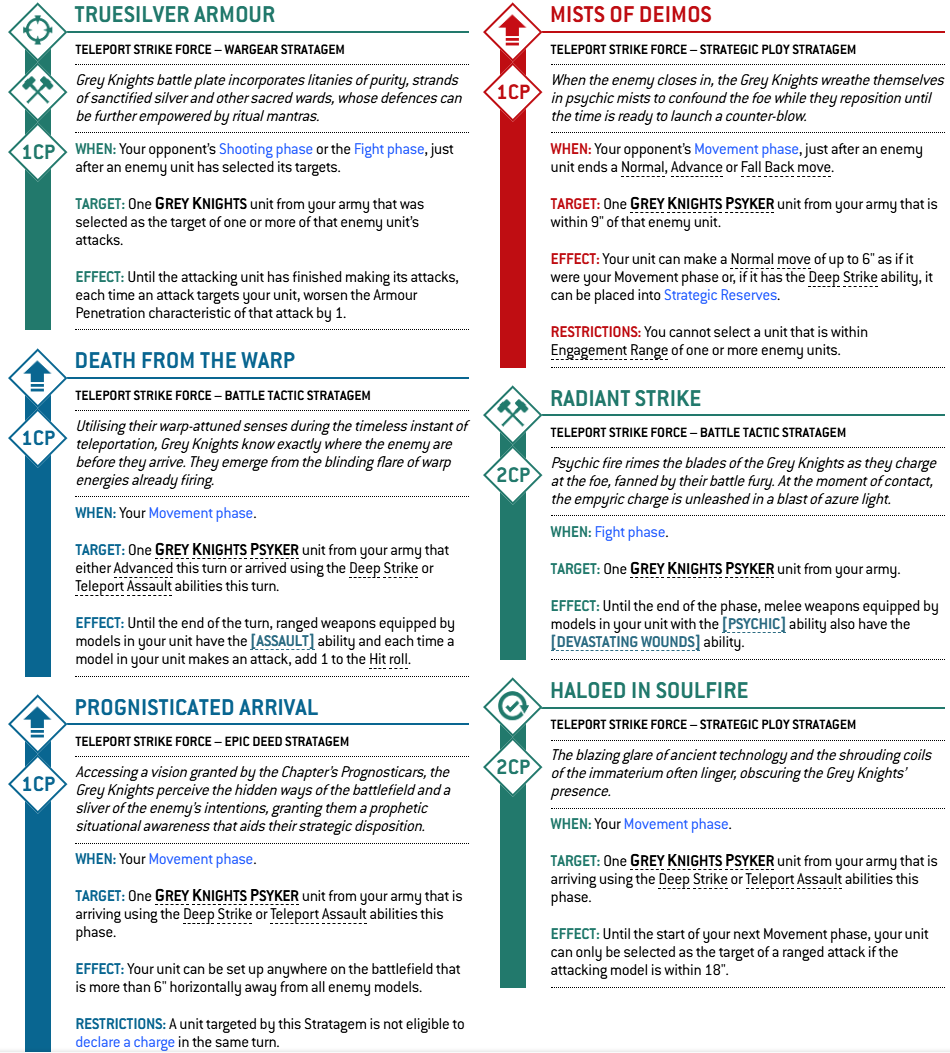 TRUESILVER ARMOUR
TELEPORT STRIKE FORCE – WARGEAR STRATAGEM
Grey Knights battle plate incorporates litanies of purity, strands
of sanctified silver and other sacred wards, whose defences can
be further empowered by ritual mantras.
1CP
WHEN: Your opponent's Shooting phase or the Fight phase, just
after an enemy unit has selected its targets.
TARGET: One GREY KNIGHTS unit from your army that was
selected as the target of one or more of that enemy unit's
attacks.
EFFECT: Until the attacking unit has finished making its attacks,
each time an attack targets your unit, worsen the Armour
Penetration characteristic of that attack by 1.
DEATH FROM THE WARP
TELEPORT STRIKE FORCE – BATTLE TACTIC STRATAGEM
1CP
Utilising their warp-attuned senses during the timeless instant of
teleportation, Grey Knights know exactly where the enemy are
before they arrive. They emerge from the blinding flare of warp
energies already firing.
WHEN: Your Movement phase.
TARGET: One GREY KNIGHTS PSYKER unit from your army that
either Advanced this turn or arrived using the Deep Strike or
Teleport Assault abilities this turn.
EFFECT: Until the end of the turn, ranged weapons equipped by
models in your unit have the [ASSAULT] ability and each time a
model in your unit makes an attack, add 1 to the Hit roll.
PROGNISTICATED ARRIVAL
TELEPORT STRIKE FORCE – EPIC DEED STRATAGEM
1CP
Accessing a vision granted by the Chapter's Prognosticars, the
Grey Knights perceive the hidden ways of the battlefield and a
sliver of the enemy's intentions, granting them a prophetic
situational awareness that aids their strategic disposition.
WHEN: Your Movement phase.
TARGET: One GREY KNIGHTS PSYKER unit from your army that is
arriving using the Deep Strike or Teleport Assault abilities this
phase.
EFFECT: Your unit can be set up anywhere on the battlefield that
is more than 6" horizontally away from all enemy models.
RESTRICTIONS: A unit targeted by this Stratagem is not eligible to
declare a charge in the same turn.
MISTS OF DEIMOS
TELEPORT STRIKE FORCE – STRATEGIC PLOY STRATAGEM
1CP
When the enemy closes in, the Grey Knights wreathe themselves
in psychic mists to confound the foe while they reposition until
the time is ready to launch a counter-blow.
WHEN: Your opponent's Movement phase, just after an enemy
unit ends a Normal, Advance or Fall Back move.
TARGET: One GREY KNIGHTS PSYKER unit from your army that is
within 9" of that enemy unit.
EFFECT: Your unit can make a Normal move of up to 6" as if it
were your Movement phase or, if it has the Deep Strike ability, it
can be placed into Strategic Reserves.
RESTRICTIONS: You cannot select a unit that is within
Engagement Range of one or more enemy units.
RADIANT STRIKE
TELEPORT STRIKE FORCE – BATTLE TACTIC STRATAGEM
2CP
Psychic fire rimes the blades of the Grey Knights as they charge
at the foe, fanned by their battle fury. At the moment of contact,
the empyric charge is unleashed in a blast of azure light.
WHEN: Fight phase.
TARGET: One GREY KNIGHTS PSYKER unit from your army.
EFFECT: Until the end of the phase, melee weapons equipped by
models in your unit with the [PSYCHIC] ability also have the
[DEVASTATING WOUNDS] ability.
HALOED IN SOULFIRE
TELEPORT STRIKE FORCE – STRATEGIC PLOY STRATAGEM
2CP
The blazing glare of ancient technology and the shrouding coils
of the immaterium often linger, obscuring the Grey Knights'
presence.
WHEN: Your Movement phase.
TARGET: One GREY KNIGHTS PSYKER unit from your army that is
arriving using the Deep Strike or Teleport Assault abilities this
phase.
EFFECT: Until the start of your next Movement phase, your unit
can only be selected as the target of a ranged attack if the
attacking model is within 18".